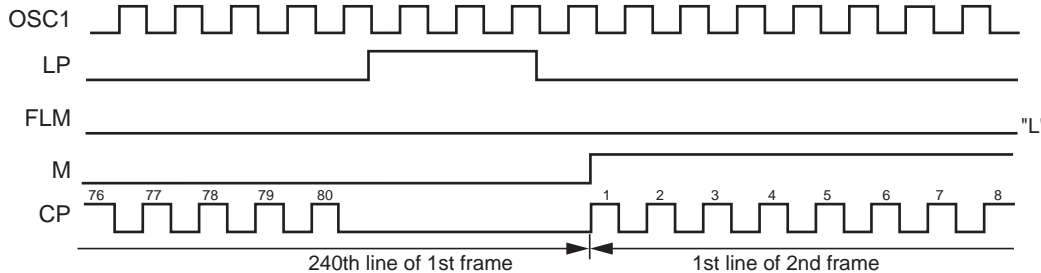 OSC1
LP
FLM
"L"
M
76 77 78 79 80 1 2 3 4 5 6 7 8
CP
240th line of 1st frame 1st line of 2nd frame